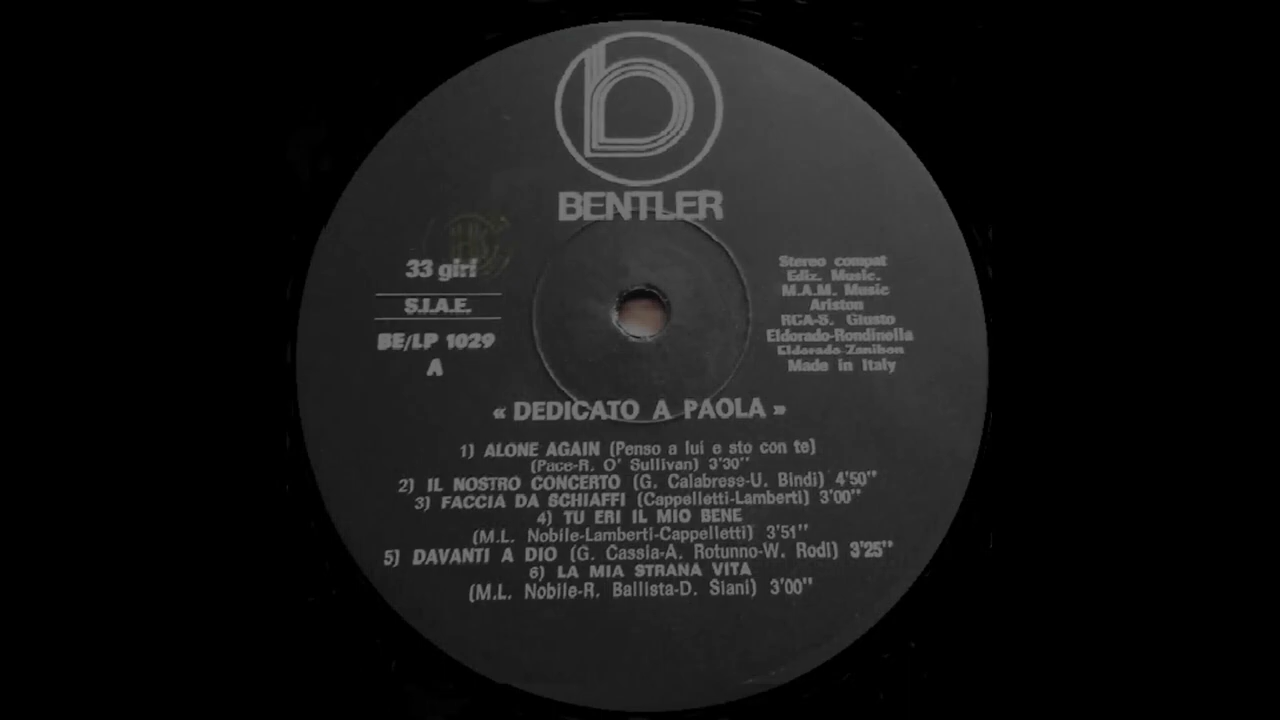 b
BENTLER
33 giri
S.I.A.E.
BE/LP 1029
A
Stereo compat
Ediz. Music.
M.A.M. Music
Ariston
RCA-S. Giusto
Eldorado-Rondinella
Eldorado Zanibon
Made in Italy
« DEDICATO A PAOLA »
1) ALONE AGAIN (Penso a lui e sto con te)
(Pace-R. O' Sullivan) 3'30"
2) IL NOSTRO CONCERTO (G. Calabrese-U. Bindi) 4'50"
3) FACCIA DA SCHIAFFI (Cappelletti-Lamberti) 3'00"
4) TU ERI IL MIO BENE
(M.L. Nobile-Lamberti-Cappelletti) 3'51"
5) DAVANTI A DIO (G. Cassia-A. Rotunno-W. Rodi) 3'25"
6) LA MIA STRANA VITA
(M.L. Nobile-R. Ballista-D. Siani) 3'00"